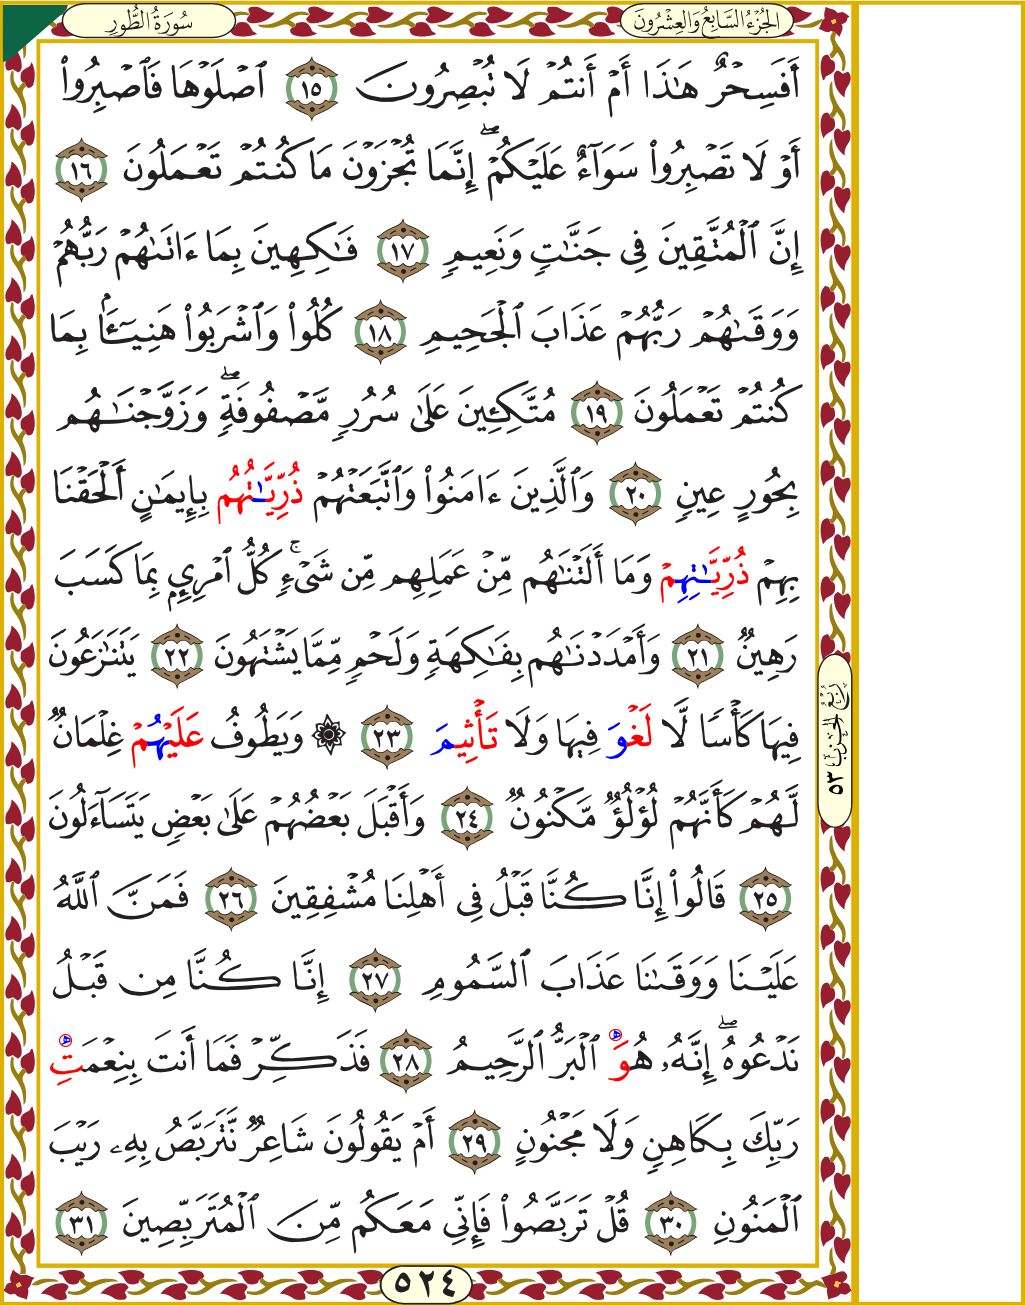 سُورَةُ الطُّورِ
الجُزْءُ السَّابِعُ وَالعِشْرُونَ
أَفَسِحْرٌ هَٰذَا أَمْ أَنتُمْ لَا تُبْصِرُونَ ١٥ ٱصْلَوْهَا فَٱصْبِرُوا۟
أَوْ لَا تَصْبِرُوا۟ سَوَآءٌ عَلَيْكُمْ ۖ إِنَّمَا تُجْزَوْنَ مَا كُنتُمْ تَعْمَلُونَ ١٦
إِنَّ ٱلْمُتَّقِينَ فِى جَنَّٰتٍ وَنَعِيمٍ ١٧ فَٰكِهِينَ بِمَا ءَاتَىٰهُمْ رَبُّهُمْ
وَوَقَىٰهُمْ رَبُّهُمْ عَذَابَ ٱلْجَحِيمِ ١٨ كُلُوا۟ وَٱشْرَبُوا۟ هَنِيٓـَٔۢا بِمَا
كُنتُمْ تَعْمَلُونَ ١٩ مُتَّكِـِٔينَ عَلَىٰ سُرُرٍ مَّصْفُوفَةٍ ۖ وَزَوَّجْنَٰهُم
بِحُورٍ عِينٍ ٢٠ وَٱلَّذِينَ ءَامَنُوا۟ وَٱتَّبَعَتْهُمْ ذُرِّيَّٰتُهُم بِإِيمَٰنٍ أَلْحَقْنَا
بِهِمْ ذُرِّيَّٰتِهِمْ وَمَا أَلَتْنَٰهُم مِّنْ عَمَلِهِم مِّن شَىْءٍ ۚ كُلُّ ٱمْرِئٍ بِمَا كَسَبَ
رَهِينٌ ٢١ وَأَمْدَدْنَٰهُم بِفَٰكِهَةٍ وَلَحْمٍ مِّمَّا يَشْتَهُونَ ٢٢ يَتَنَٰزَعُونَ
فِيهَا كَأْسًا لَّا لَغْوَ فِيهَا وَلَا تَأْثِيمَ ٢٣ ۞ وَيَطُوفُ عَلَيْهُمْ غِلْمَانٌ
لَّهُمْ كَأَنَّهُمْ لُؤْلُؤٌ مَّكْنُونٌ ٢٤ وَأَقْبَلَ بَعْضُهُمْ عَلَىٰ بَعْضٍ يَتَسَآءَلُونَ
٢٥ قَالُوا۟ إِنَّا كُنَّا قَبْلُ فِى أَهْلِنَا مُشْفِقِينَ ٢٦ فَمَنَّ ٱللَّهُ
عَلَيْنَا وَوَقَىٰنَا عَذَابَ ٱلسَّمُومِ ٢٧ إِنَّا كُنَّا مِن قَبْلُ
نَدْعُوهُ ۖ إِنَّهُۥ هُوَ ٱلْبَرُّ ٱلرَّحِيمُ ٢٨ فَذَكِّرْ فَمَا أَنتَ بِنِعْمَتِ
رَبِّكَ بِكَاهِنٍ وَلَا مَجْنُونٍ ٢٩ أَمْ يَقُولُونَ شَاعِرٌ نَّتَرَبَّصُ بِهِۦ رَيْبَ
ٱلْمَنُونِ ٣٠ قُلْ تَرَبَّصُوا۟ فَإِنِّى مَعَكُم مِّنَ ٱلْمُتَرَبِّصِينَ ٣١
رُبْعُ الحِزْب ٥٣
٥٢٤